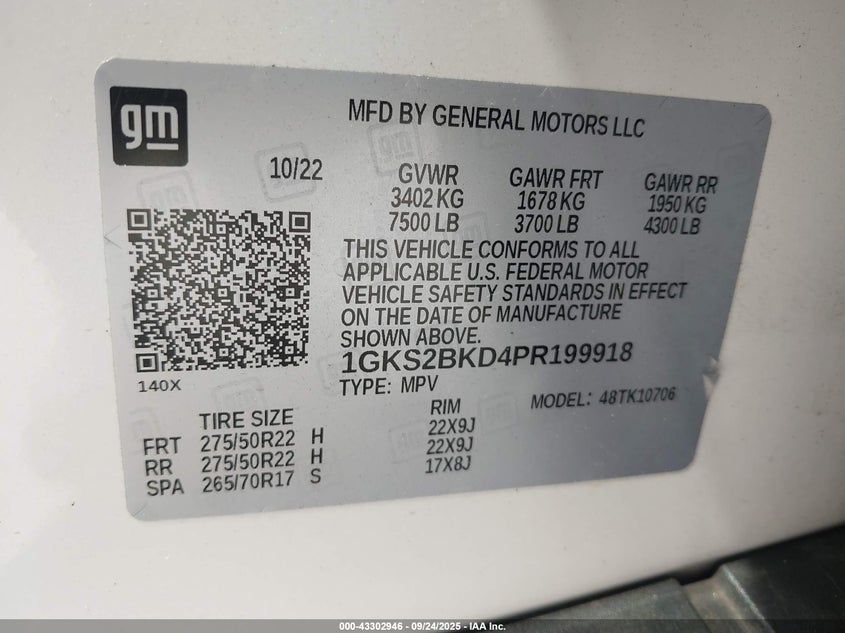 gm
MFD BY GENERAL MOTORS LLC
10/22
GVWR GAWR FRT GAWR RR
3402 KG 1678 KG 1950 KG
7500 LB 3700 LB 4300 LB
THIS VEHICLE CONFORMS TO ALL
APPLICABLE U.S. FEDERAL MOTOR
VEHICLE SAFETY STANDARDS IN EFFECT
ON THE DATE OF MANUFACTURE
SHOWN ABOVE.
1GKS2BKD4PR199918
140X
TYPE: MPV MODEL: 48TK10706
TIRE SIZE RIM
FRT 275/50R22 H 22X9J
RR 275/50R22 H 22X9J
SPA 265/70R17 S 17X8J
000-43302946 - 09/24/2025 - IAA Inc.